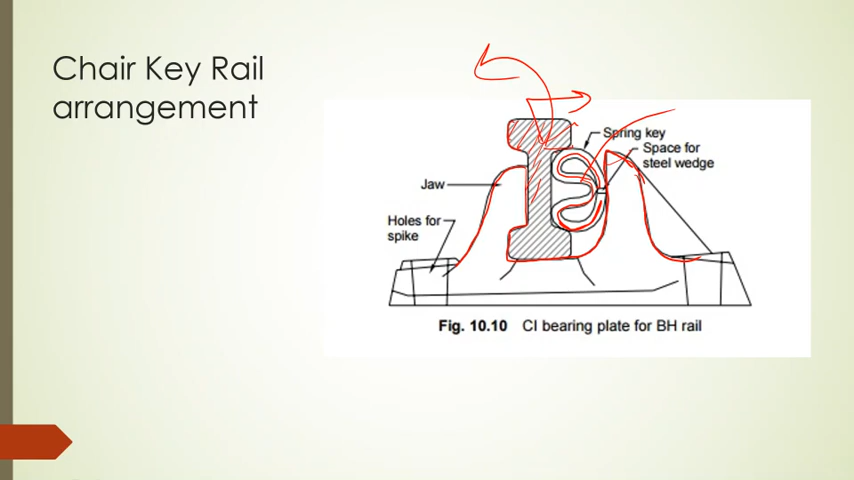 Chair Key Rail
arrangement
Spring key
Space for
steel wedge
Jaw
Holes for
spike
Fig. 10.10 CI bearing plate for BH rail